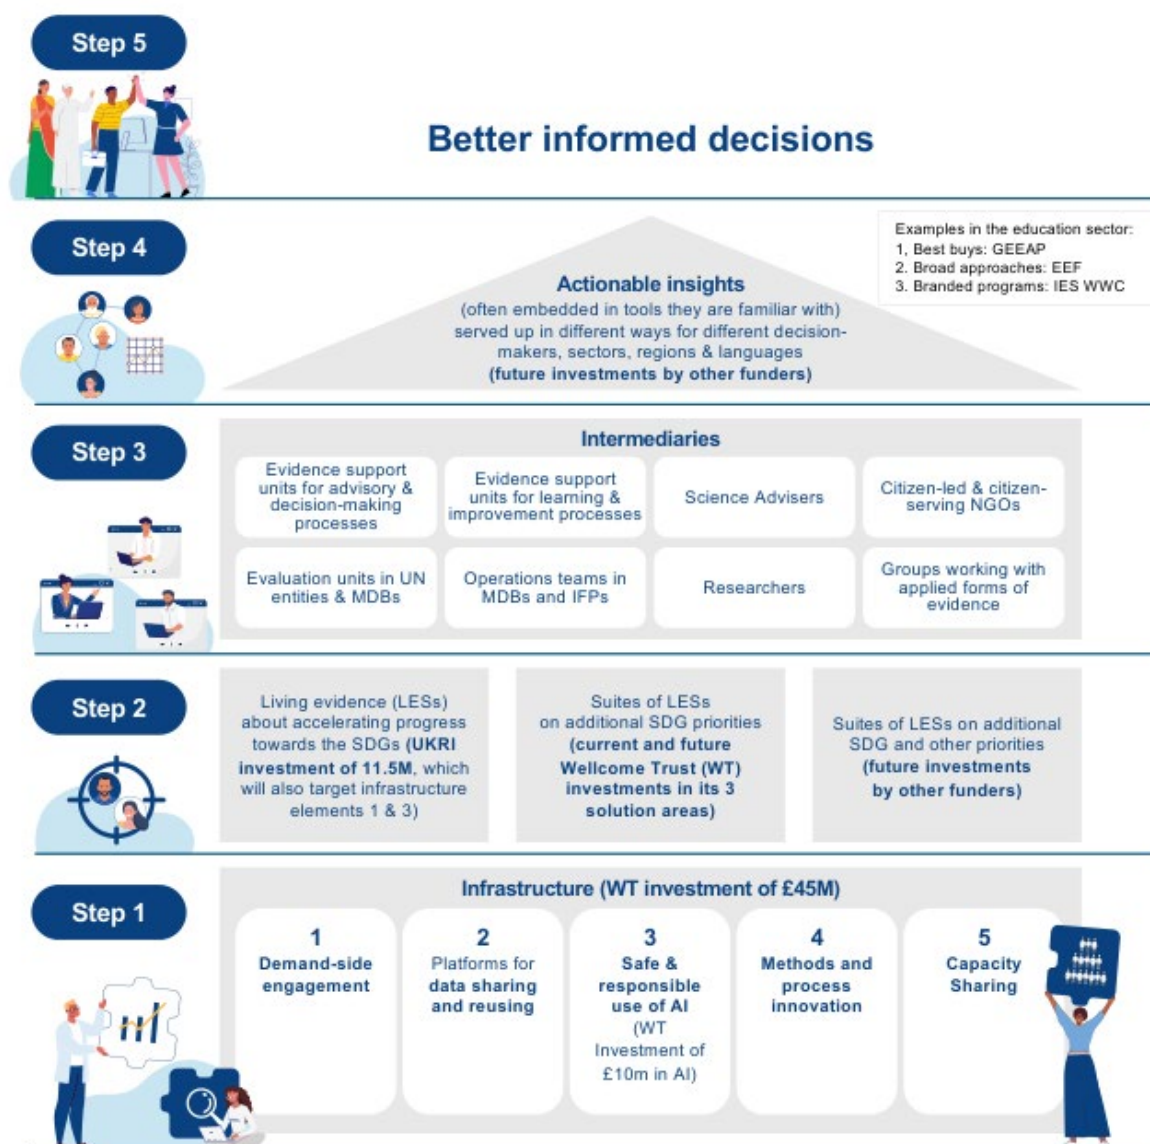 Step 5
Better informed decisions
Step 4
Examples in the education sector:
1, Best buys: GEEAP
2. Broad approaches: EEF
3. Branded programs: IES WWC
Actionable insights
(often embedded in tools they are familiar with)
served up in different ways for different decision-
makers, sectors, regions & languages
(future investments by other funders)
Step 3
Intermediaries
Evidence support
units for advisory &
decision-making
processes
Evidence support
units for learning &
improvement processes
Science Advisers
Citizen-led & citizen-
serving NGOs
Evaluation units in UN
entities & MDBs
Operations teams in
MDBs and IFPs
Researchers
Groups working with
applied forms of
evidence
Step 2
Living evidence (LESs)
about accelerating progress
towards the SDGs (UKRI
investment of 11.5M, which
will also target infrastructure
elements 1 & 3)
Suites of LESs
on additional SDG priorities
(current and future
Wellcome Trust (WT)
investments in its 3
solution areas)
Suites of LESs on additional
SDG and other priorities
(future investments
by other funders)
Step 1
Infrastructure (WT investment of £45M)
1
Demand-side
engagement
2
Platforms for
data sharing
and reusing
3
Safe &
responsible
use of AI
(WT
Investment of
£10m in AI)
4
Methods and
process
innovation
5
Capacity
Sharing